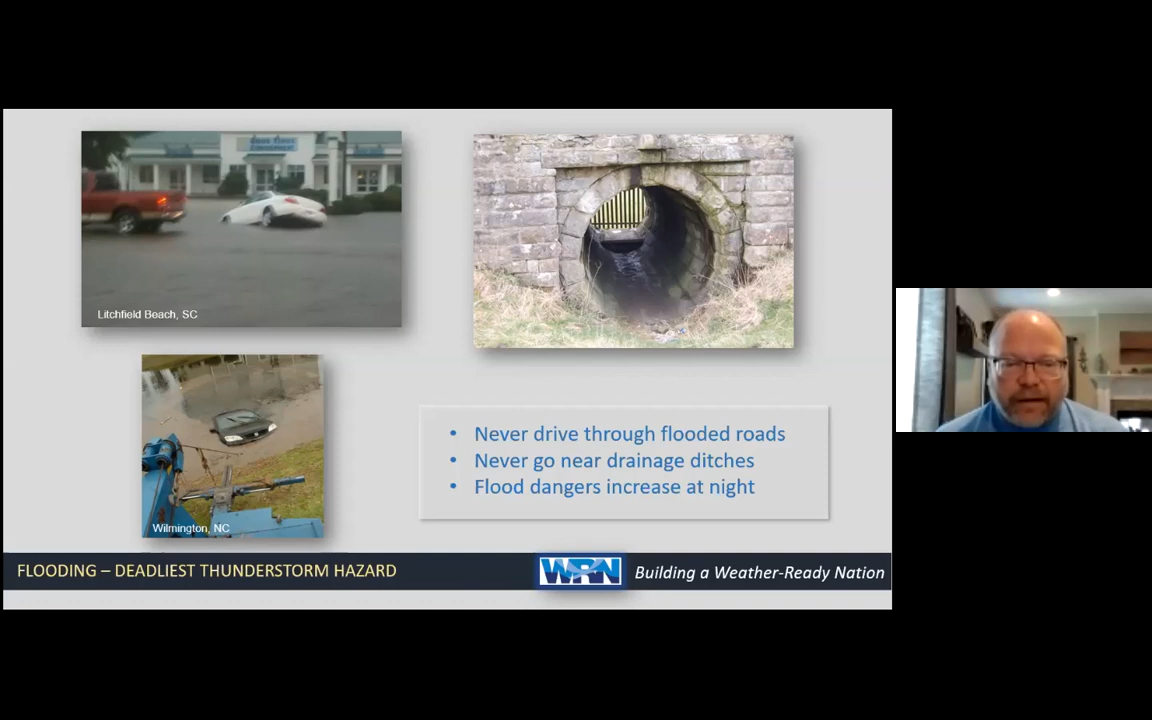 Litchfield Beach, SC
Wilmington, NC
• Never drive through flooded roads
• Never go near drainage ditches
• Flood dangers increase at night
FLOODING – DEADLIEST THUNDERSTORM HAZARD
WRN
Building a Weather-Ready Nation